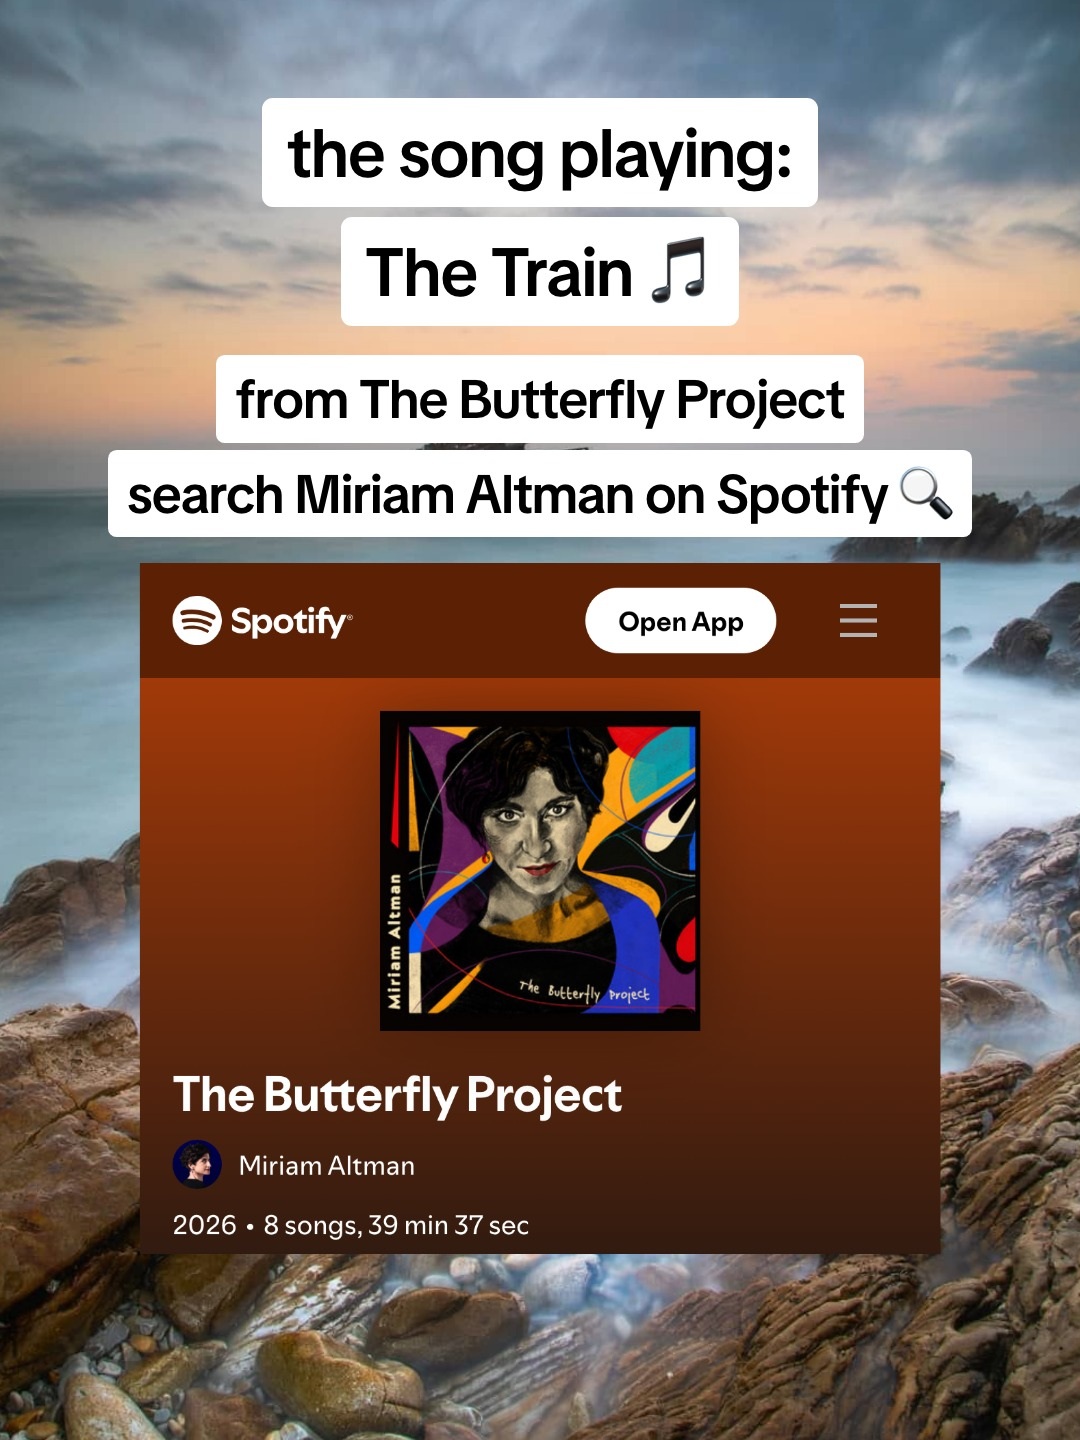 the song playing:
The Train 🎵
from The Butterfly Project
search Miriam Altman on Spotify 🔍
Spotify®
Open App
Miriam Altman
The Butterfly Project
The Butterfly Project
Miriam Altman
2026 • 8 songs, 39 min 37 sec